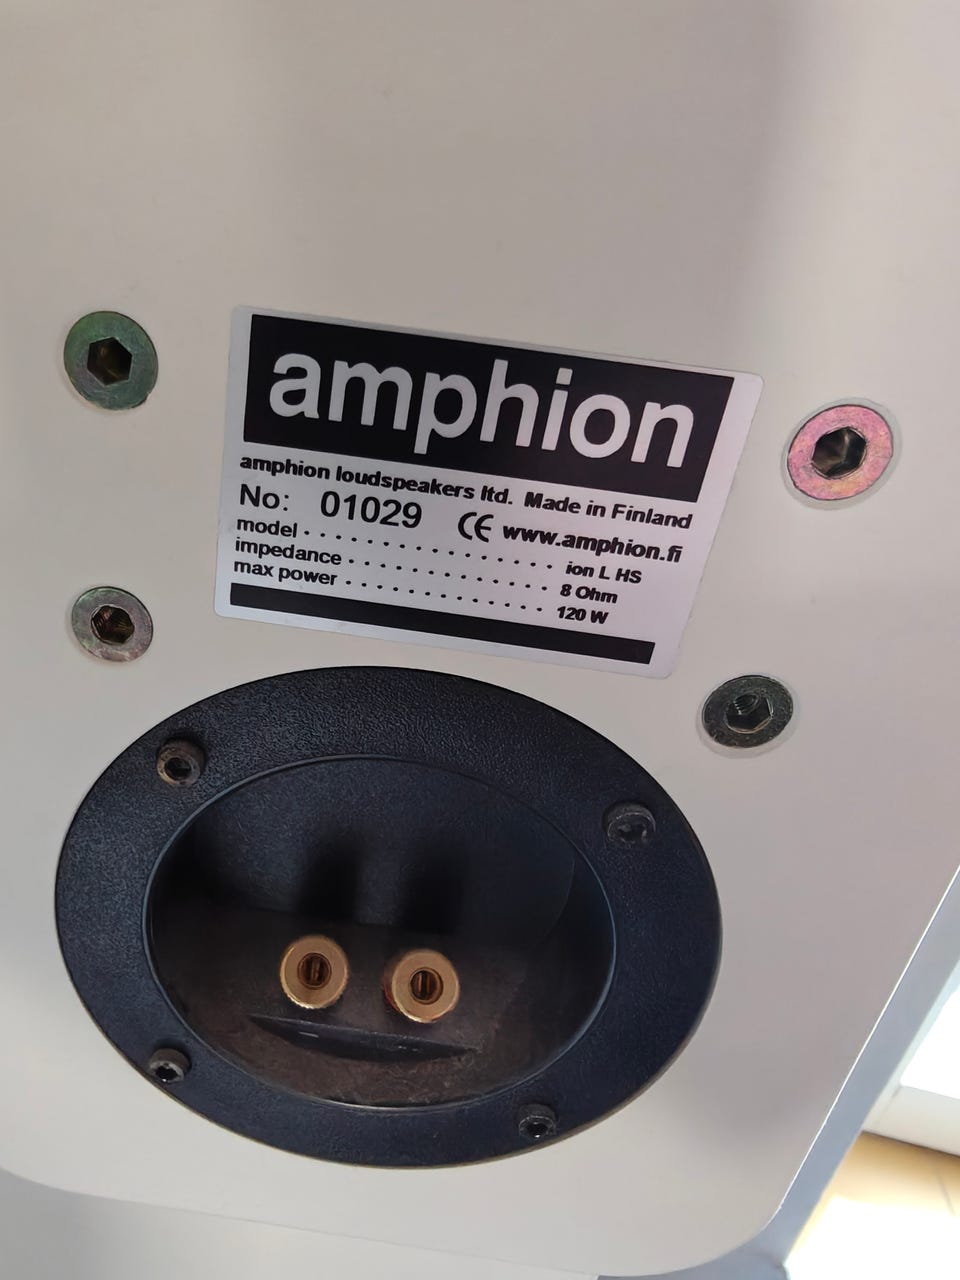 amphion
amphion loudspeakers ltd. Made in Finland
No: 01029 CE www.amphion.fi
model . . . . . . . . . . . . . . . . . ion L HS
impedance . . . . . . . . . . . . . . . . 8 Ohm
max power . . . . . . . . . . . . . . . . 120 W